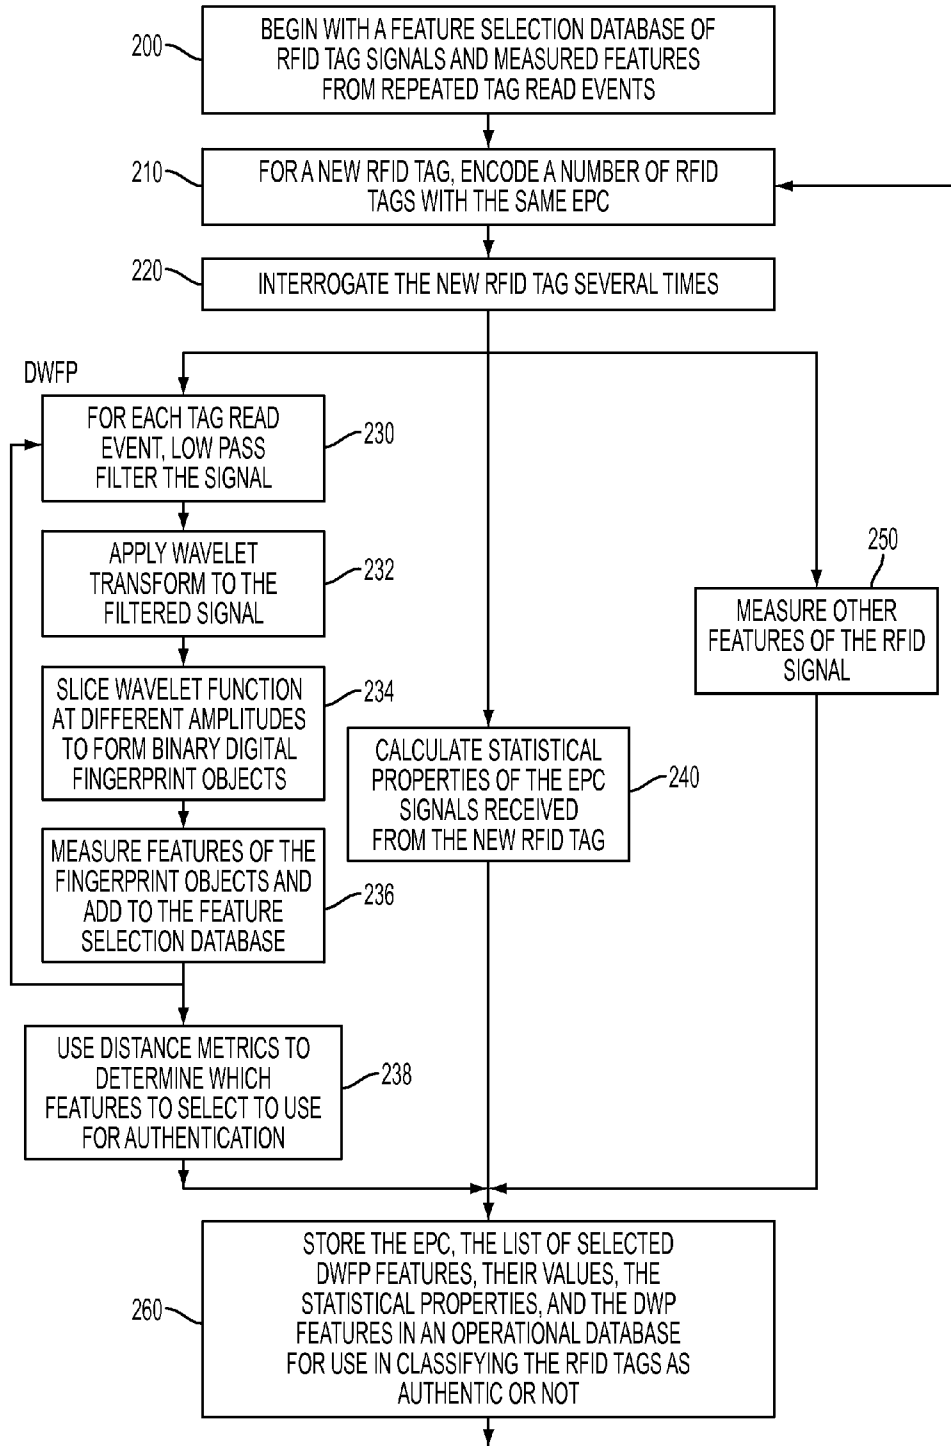 200
BEGIN WITH A FEATURE SELECTION DATABASE OF
RFID TAG SIGNALS AND MEASURED FEATURES
FROM REPEATED TAG READ EVENTS
210
FOR A NEW RFID TAG, ENCODE A NUMBER OF RFID
TAGS WITH THE SAME EPC
220
INTERROGATE THE NEW RFID TAG SEVERAL TIMES
DWFP
FOR EACH TAG READ
EVENT, LOW PASS
FILTER THE SIGNAL
230
APPLY WAVELET
TRANSFORM TO THE
FILTERED SIGNAL
232
SLICE WAVELET FUNCTION
AT DIFFERENT AMPLITUDES
TO FORM BINARY DIGITAL
FINGERPRINT OBJECTS
234
MEASURE FEATURES OF THE
FINGERPRINT OBJECTS AND
ADD TO THE FEATURE
SELECTION DATABASE
236
USE DISTANCE METRICS TO
DETERMINE WHICH
FEATURES TO SELECT TO USE
FOR AUTHENTICATION
238
CALCULATE STATISTICAL
PROPERTIES OF THE EPC
SIGNALS RECEIVED
FROM THE NEW RFID TAG
240
250
MEASURE OTHER
FEATURES OF THE RFID
SIGNAL
260
STORE THE EPC, THE LIST OF SELECTED
DWFP FEATURES, THEIR VALUES, THE
STATISTICAL PROPERTIES, AND THE DWP
FEATURES IN AN OPERATIONAL DATABASE
FOR USE IN CLASSIFYING THE RFID TAGS AS
AUTHENTIC OR NOT